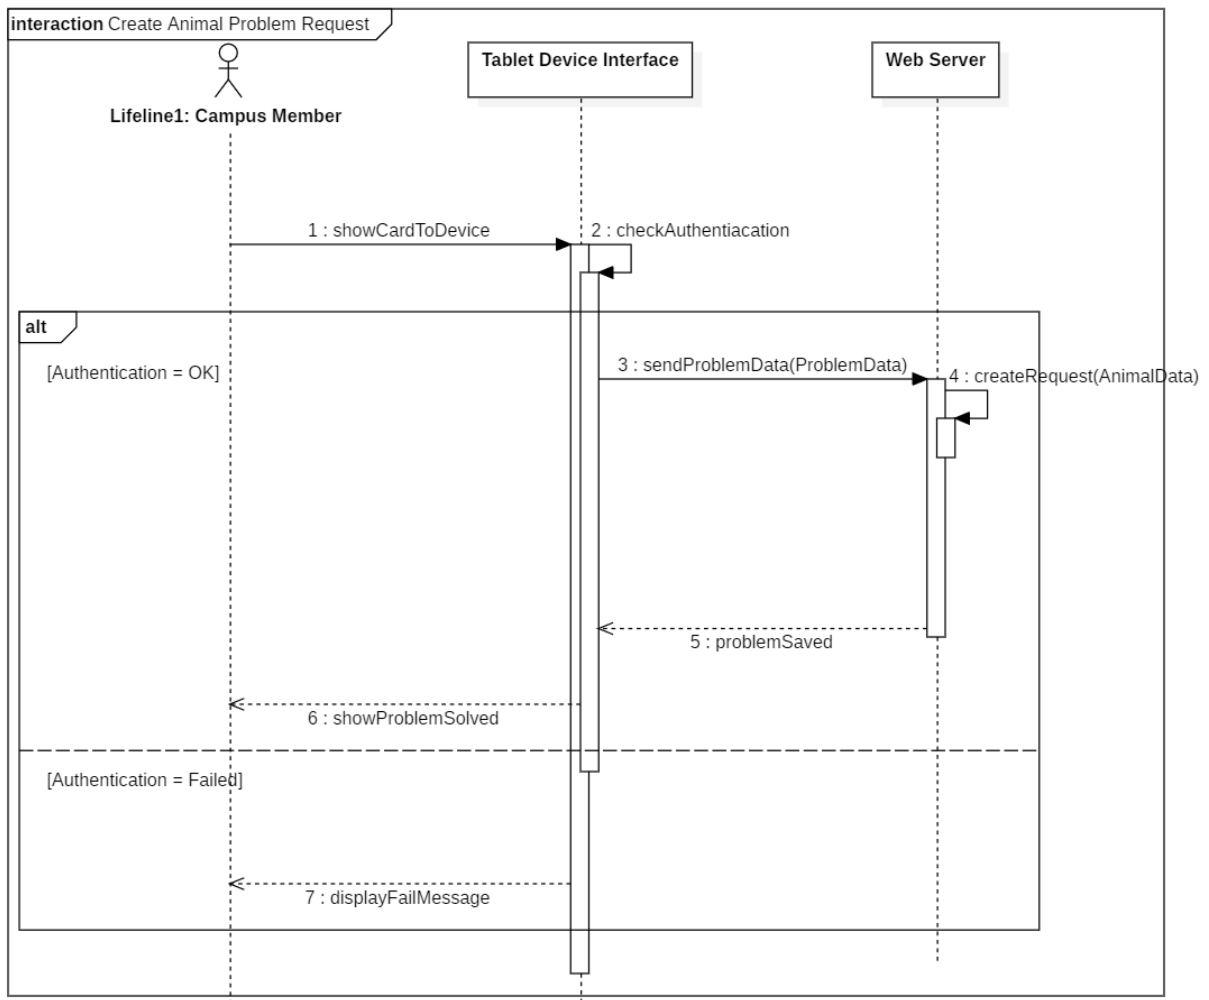 interaction Create Animal Problem Request
Tablet Device Interface
Web Server
Lifeline1: Campus Member
1 : showCardToDevice
2 : checkAuthentiacation
alt
[Authentication = OK]
3 : sendProblemData(ProblemData)
4 : createRequest(AnimalData)
5 : problemSaved
6 : showProblemSolved
[Authentication = Failed]
7 : displayFailMessage